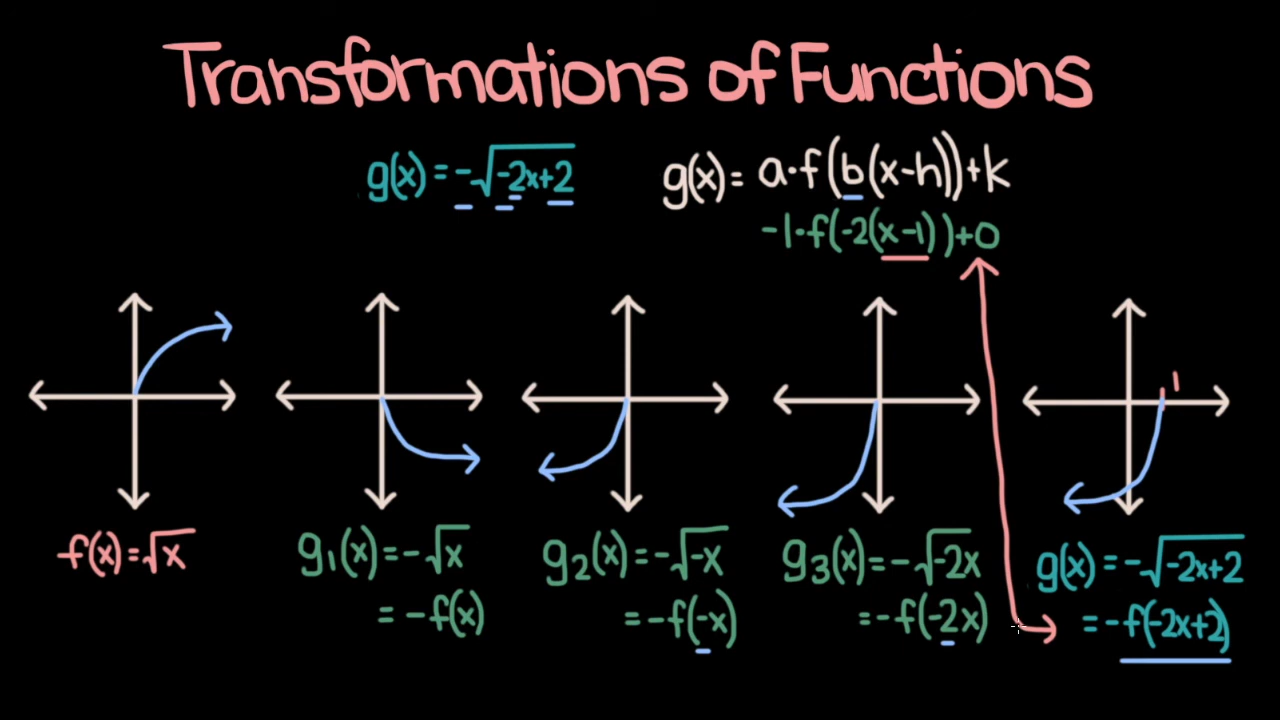 Transformations of Functions
g(x) = -√-2x+2
g(x) = a·f(b(x-h))+k
-1·f(-2(x-1))+0
1
f(x)=√x
g1(x)=-√x
= -f(x)
g2(x)=-√-x
= -f(-x)
g3(x)=-√-2x
= -f(-2x)
g(x)=-√-2x+2
= -f(-2x+2)